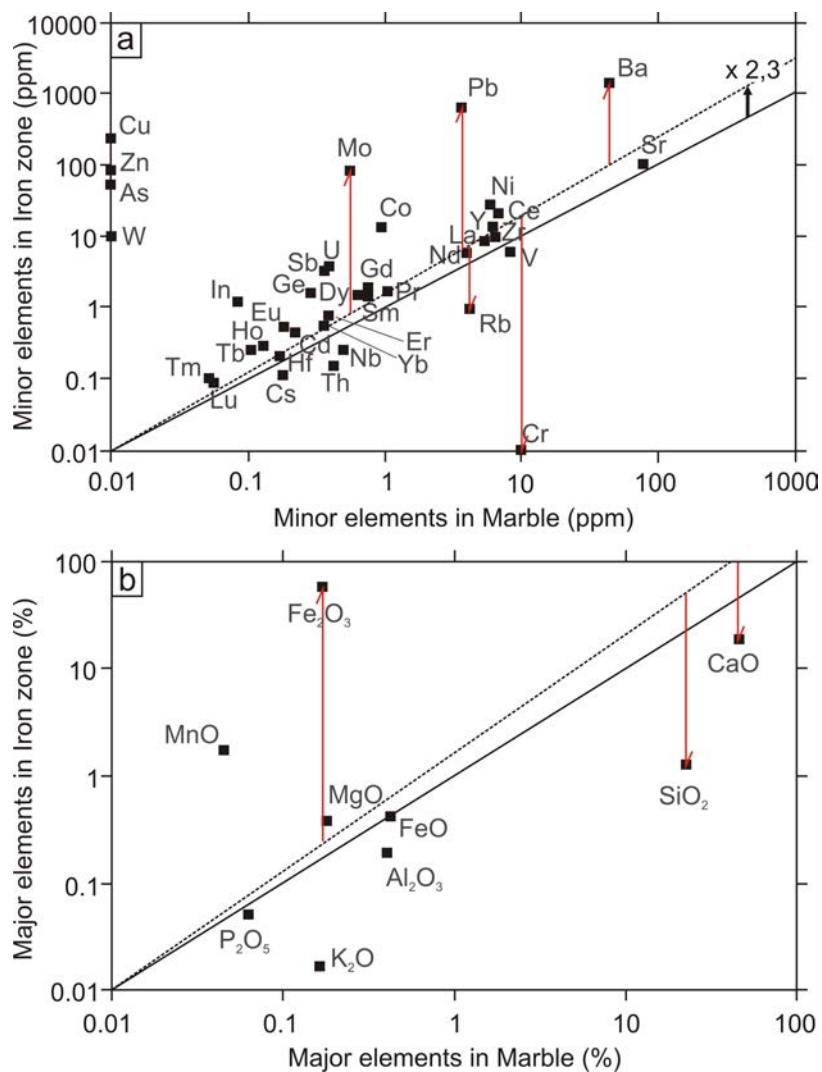 a
Minor elements in Iron zone (ppm)
10000
1000
100
10
1
0.1
0.01
x 2,3
Ba
Pb
Cu
Sr
Mo
Zn
As
Ni
Co
Y
Ce
W
La
Zr
U
Sb
Nd
V
Gd
Ge
Dy
Pr
In
Sm
Rb
Eu
Ho
Cd
Er
Tb
Hf
Nb
Yb
Tm
Lu
Cs
Th
Cr
0.01
0.1
1
10
100
1000
Minor elements in Marble (ppm)
b
Major elements in Iron zone (%)
100
10
1
0.1
0.01
Fe₂O₃
CaO
MnO
MgO
SiO₂
FeO
Al₂O₃
P₂O₅
K₂O
0.01
0.1
1
10
100
Major elements in Marble (%)